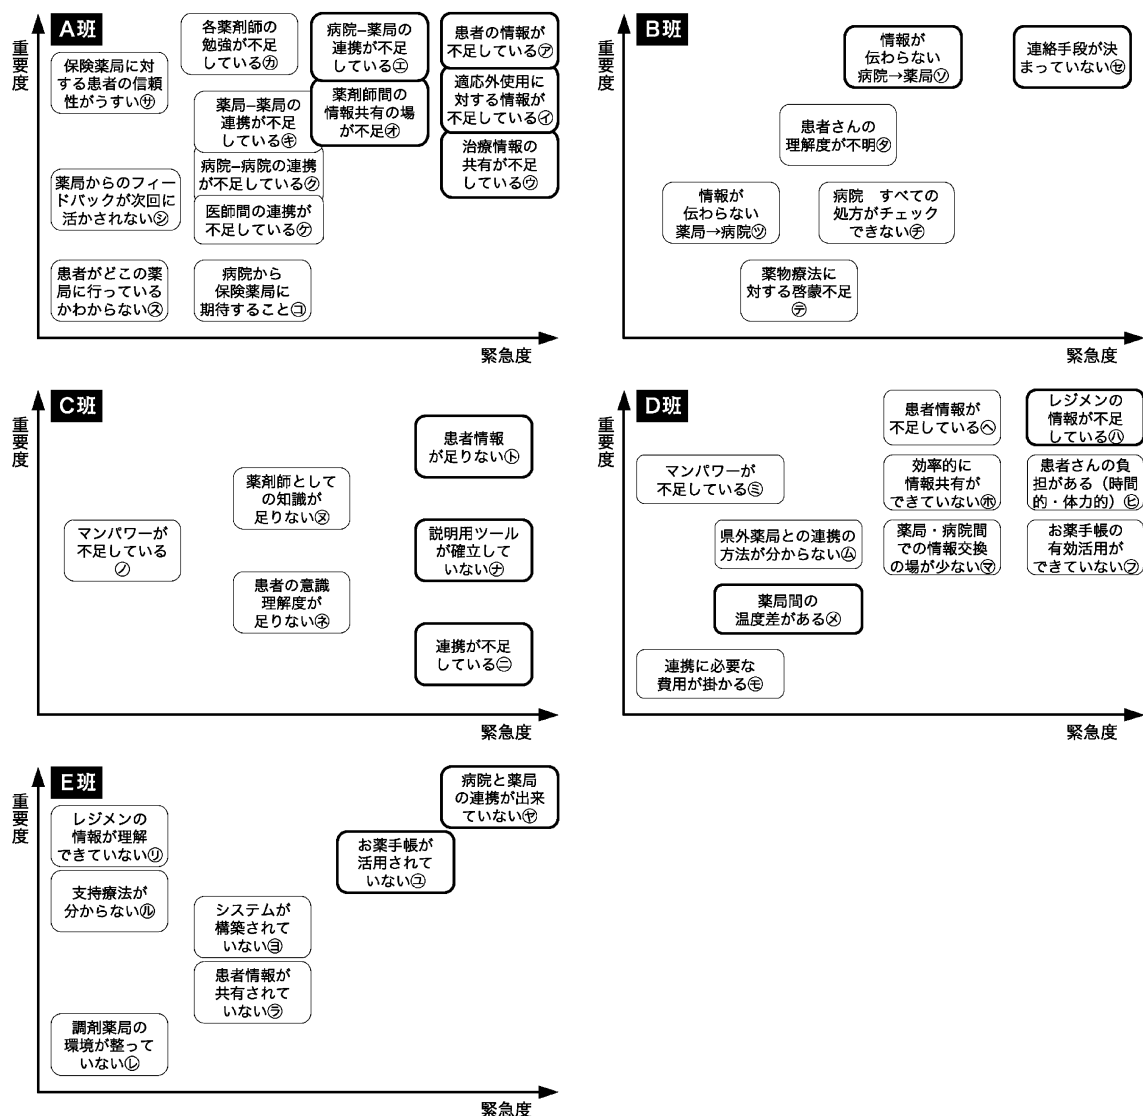 A班
重要度
各薬剤師の
勉強が不足
している㋕
病院−薬局の
連携が不足
している㋓
患者の情報が
不足している㋐
保険薬局に対
する患者の信頼
性がうすい㋚
薬局−薬局の
連携が不足
している㋖
薬剤師間の
情報共有の場
が不足㋔
適応外使用に
対する情報が
不足している㋑
治療情報の
共有が不足
している㋒
薬局からのフィー
ドバックが次回に
活かされない㋛
病院−病院の連携
が不足している㋗
医師間の連携が
不足している㋘
患者がどこの薬
局に行っている
かわからない㋜
病院から
保険薬局に
期待すること㋙
緊急度
B班
重要度
情報が
伝わらない
病院→薬局㋞
連絡手段が決
まっていない㋝
患者さんの
理解度が不明㋟
情報が
伝わらない
薬局→病院㋡
病院　すべての
処方がチェック
できない㋠
薬物療法に
対する啓蒙不足
㋢
緊急度
C班
重要度
患者情報
が足りない㋣
薬剤師として
の知識が
足りない㋦
マンパワーが
不足している
㋨
説明用ツール
が確立して
いない㋤
患者の意識
理解度が
足りない㋧
連携が不足
している㋥
緊急度
D班
重要度
患者情報が
不足している㋬
レジメンの
情報が不足
している㋩
マンパワーが
不足している㋯
効率的に
情報共有が
できていない㋭
患者さんの負
担がある（時間
的・体力的）㋪
県外薬局との連携の
方法が分からない㋰
薬局・病院間
での情報交換
の場が少ない㋮
お薬手帳の
有効活用が
できていない㋫
薬局間の
温度差がある㋱
連携に必要な
費用が掛かる㋲
緊急度
E班
重要度
病院と薬局
の連携が出来
ていない㋳
レジメンの
情報が理解
できていない㋷
お薬手帳が
活用されて
いない㋴
支持療法が
分からない㋸
システムが
構築されて
いない㋵
患者情報が
共有されて
いない㋶
調剤薬局の
環境が整って
いない㋹
緊急度